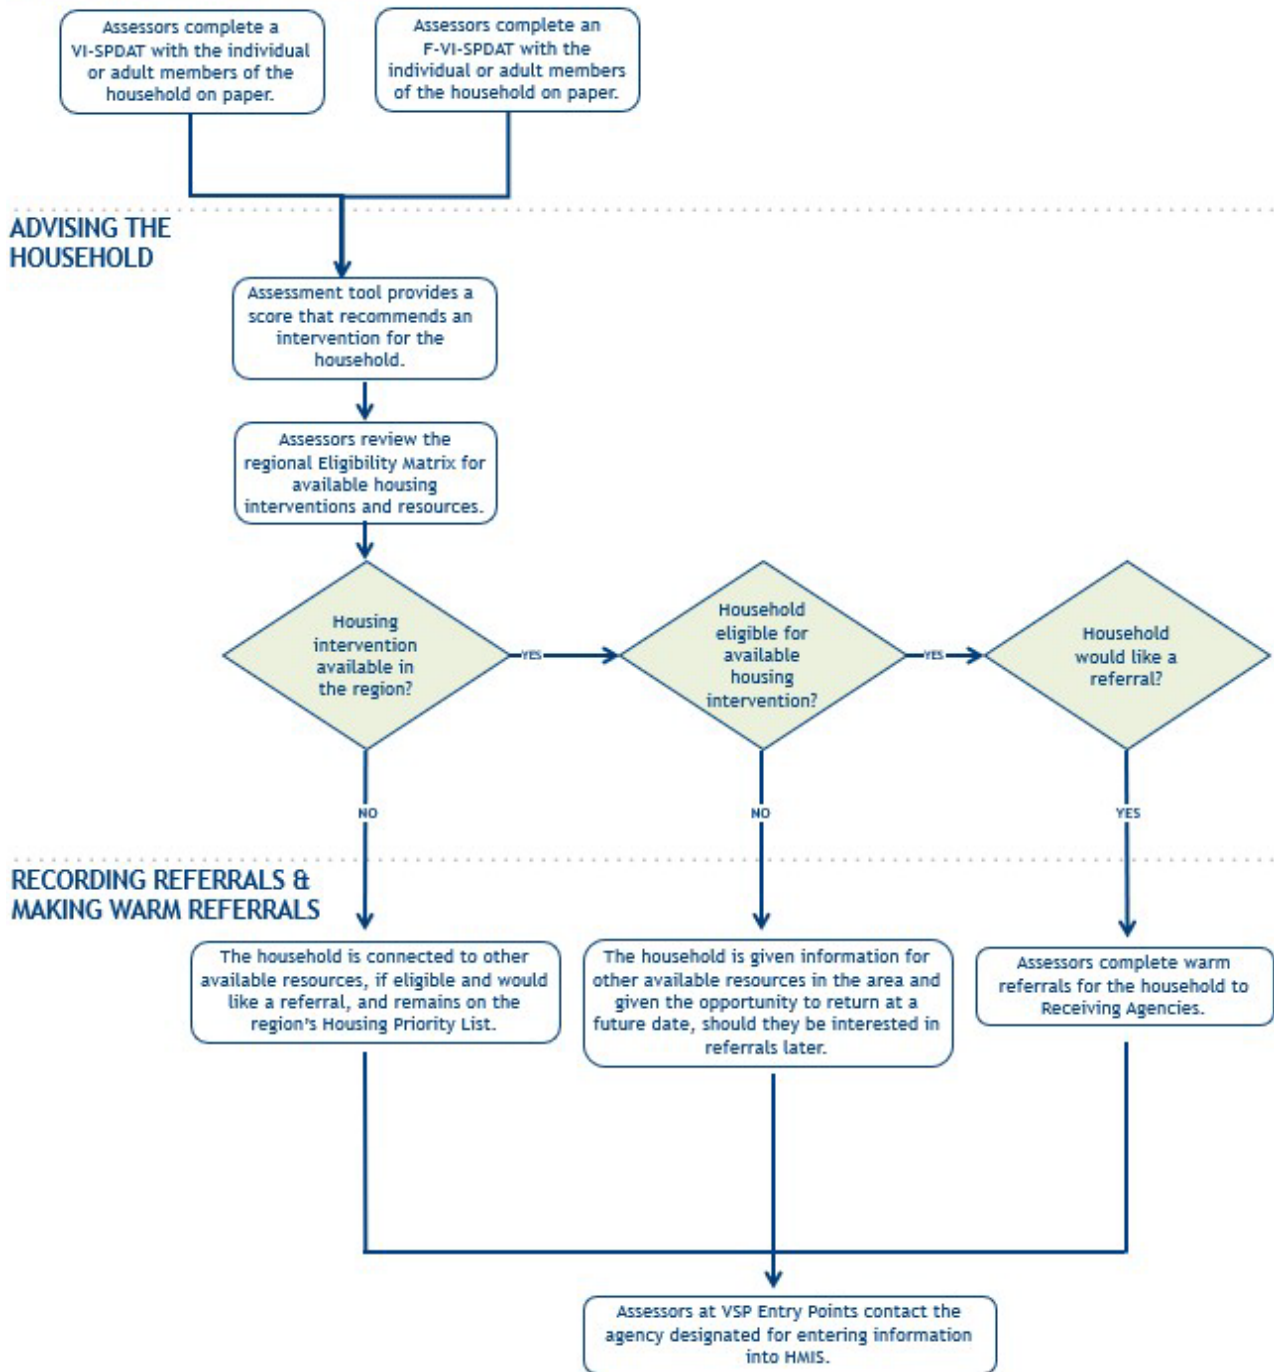 Assessors complete a
VI-SPDAT with the individual
or adult members of the
household on paper.
Assessors complete an
F-VI-SPDAT with the
individual or adult members
of the household on paper.
ADVISING THE
HOUSEHOLD
Assessment tool provides a
score that recommends an
intervention for the
household.
Assessors review the
regional Eligibility Matrix for
available housing
interventions and resources.
Housing
intervention
available in
the region?
YES
Household
eligible for
available
housing
intervention?
YES
Household
would like a
referral?
NO
NO
YES
RECORDING REFERRALS &
MAKING WARM REFERRALS
The household is connected to other
available resources, if eligible and would
like a referral, and remains on the
region's Housing Priority List.
The household is given information for
other available resources in the area and
given the opportunity to return at a
future date, should they be interested in
referrals later.
Assessors complete warm
referrals for the household to
Receiving Agencies.
Assessors at VSP Entry Points contact the
agency designated for entering information
into HMIS.